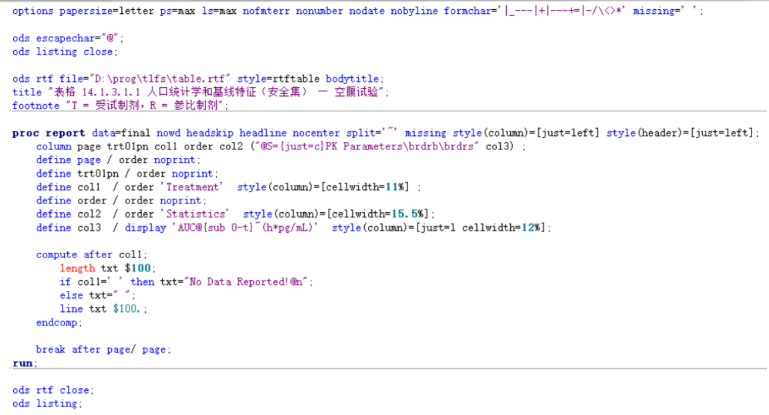 options papersize=letter ps=max ls=max nofmterr nonumber nodate nobyline formchar='|_---|+|---+=|-/\<>*' missing=' ';
ods escapechar="@";
ods listing close;
ods rtf file="D:\prog\tlfs\table.rtf" style=rtftable bodytitle;
title "表格 14.1.3.1.1 人口统计学和基线特征（安全集） — 空腹试验";
footnote "T = 受试制剂，R = 参比制剂";
proc report data=final nowd headskip headline nocenter split='~' missing style(column)=[just=left] style(header)=[just=left];
column page trt01pn col1 order col2 ("@S=[just=c]PK Parameters\brdrb\brdrs" col3) ;
define page / order noprint;
define trt01pn / order noprint;
define col1  / order 'Treatment'  style(column)=[cellwidth=11%] ;
define order / order noprint;
define col2  / order 'Statistics'  style(column)=[cellwidth=15.5%];
define col3  / display 'AUC@{sub 0-t}~(h*pg/mL)'  style(column)=[just=l cellwidth=12%];
compute after col1;
length txt $100;
if col1=' ' then txt="No Data Reported!@n";
else txt=" ";
line txt $100.;
endcomp;
break after page/ page;
run;
ods rtf close;
ods listing;